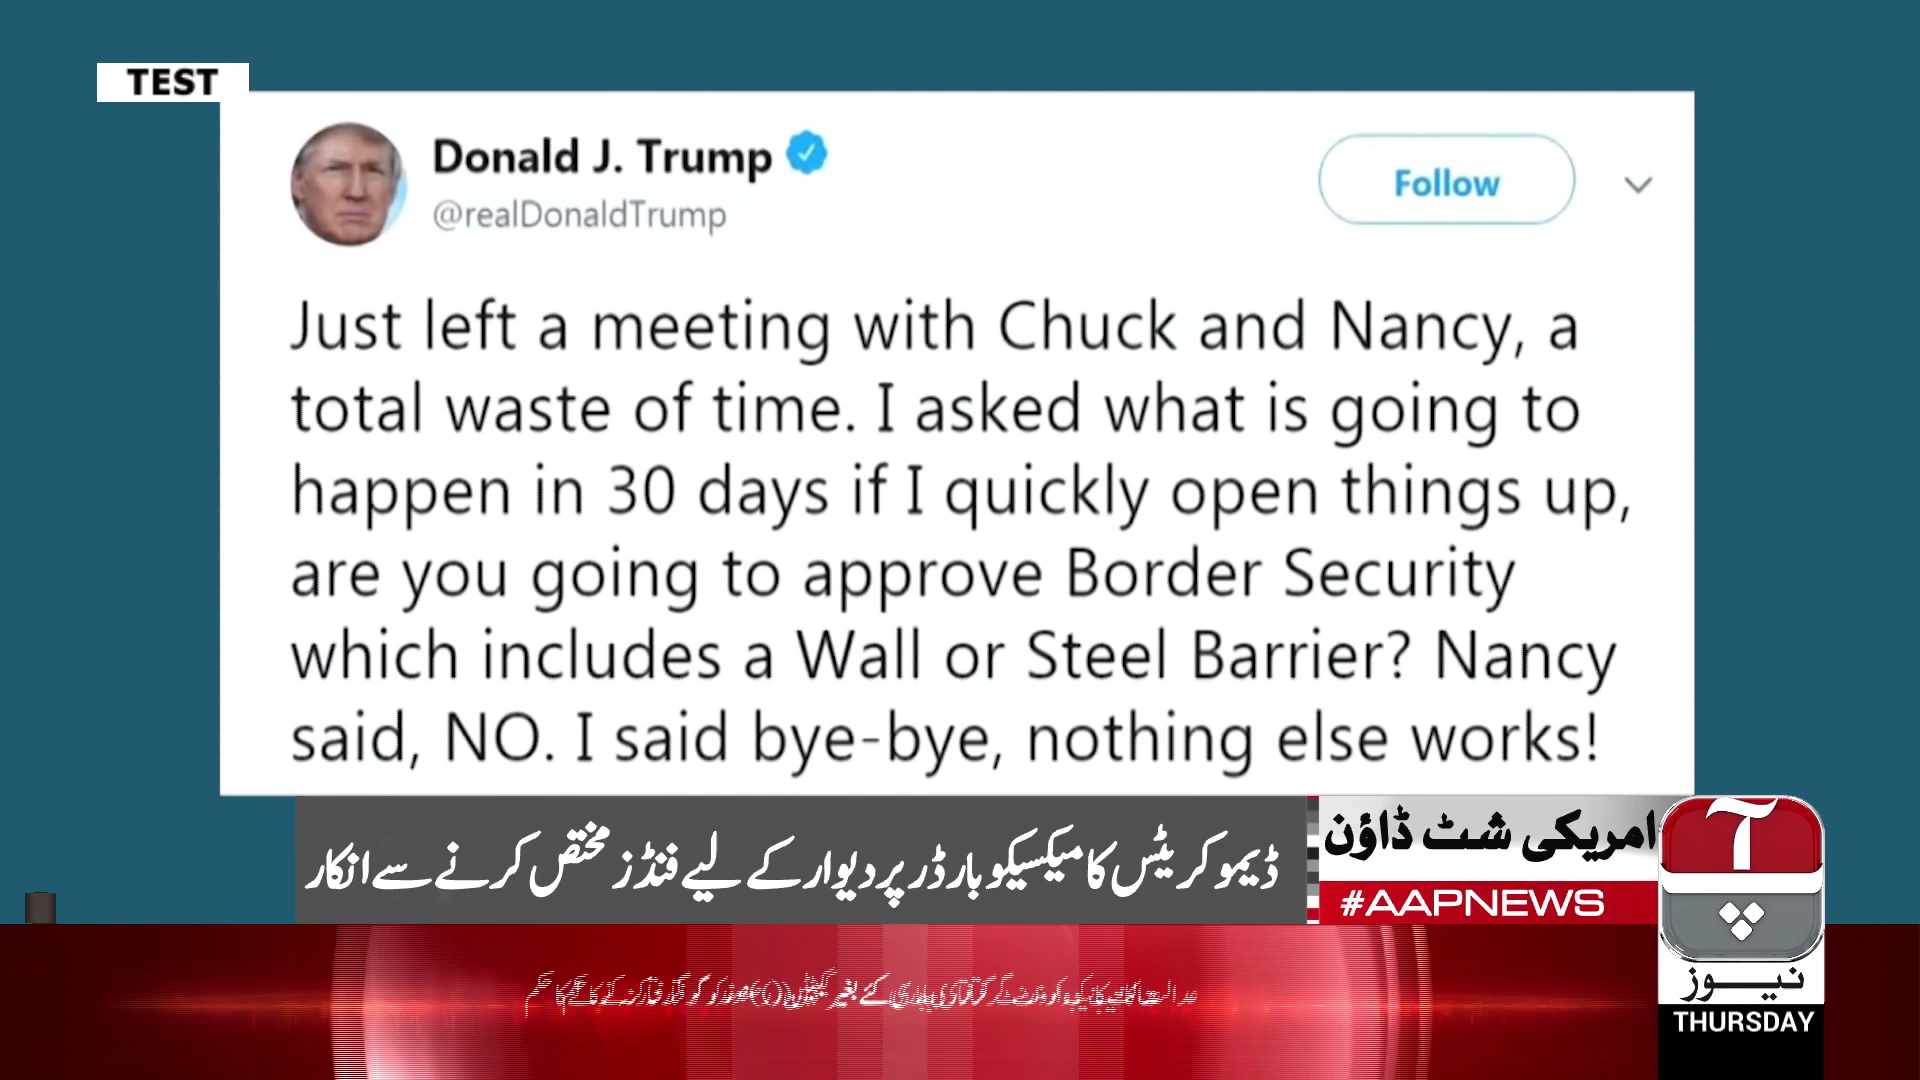 TEST
Donald J. Trump
@realDonaldTrump
Follow
Just left a meeting with Chuck and Nancy, a
total waste of time. I asked what is going to
happen in 30 days if I quickly open things up,
are you going to approve Border Security
which includes a Wall or Steel Barrier? Nancy
said, NO. I said bye-bye, nothing else works!
امریکی شٹ ڈاؤن
ڈیموکریٹس کا میکسیکو بارڈر پر دیوار کے لیے فنڈز مختص کرنے سے انکار
#AAPNEWS
آپ
نیوز
THURSDAY